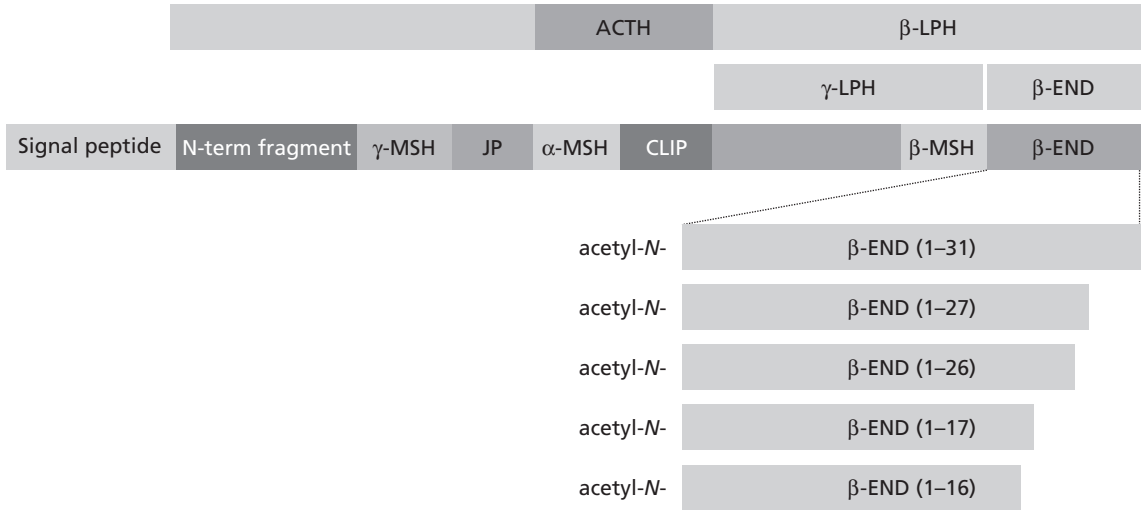 ACTH β-LPH
γ-LPH β-END
Signal peptide N-term fragment γ-MSH JP α-MSH CLIP β-MSH β-END
acetyl-N- β-END (1–31)
acetyl-N- β-END (1–27)
acetyl-N- β-END (1–26)
acetyl-N- β-END (1–17)
acetyl-N- β-END (1–16)